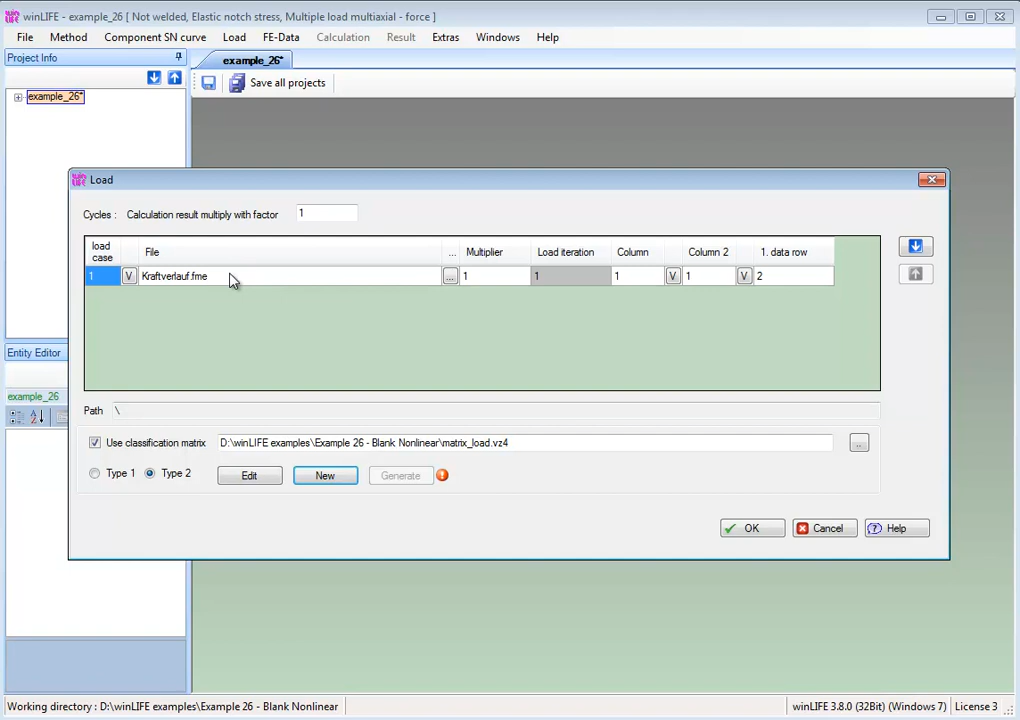 winLIFE - example_26 [ Not welded, Elastic notch stress, Multiple load multiaxial - force ]
File Method Component SN curve Load FE-Data Calculation Result Extras Windows Help
Project Info
example_26*
Save all projects
example_26*
Load
Cycles : Calculation result multiply with factor 1
load case File ... Multiplier Load iteration Column Column 2 1. data row
1 V Kraftverlauf.fme ... 1 1 1 V 1 V 2
Entity Editor
example_26
Path \
Use classification matrix D:\winLIFE examples\Example 26 - Blank Nonlinear\matrix_load.vz4 ..
Type 1 Type 2 Edit New Generate
OK Cancel Help
Working directory : D:\winLIFE examples\Example 26 - Blank Nonlinear winLIFE 3.8.0 (32Bit) (Windows 7) License 3